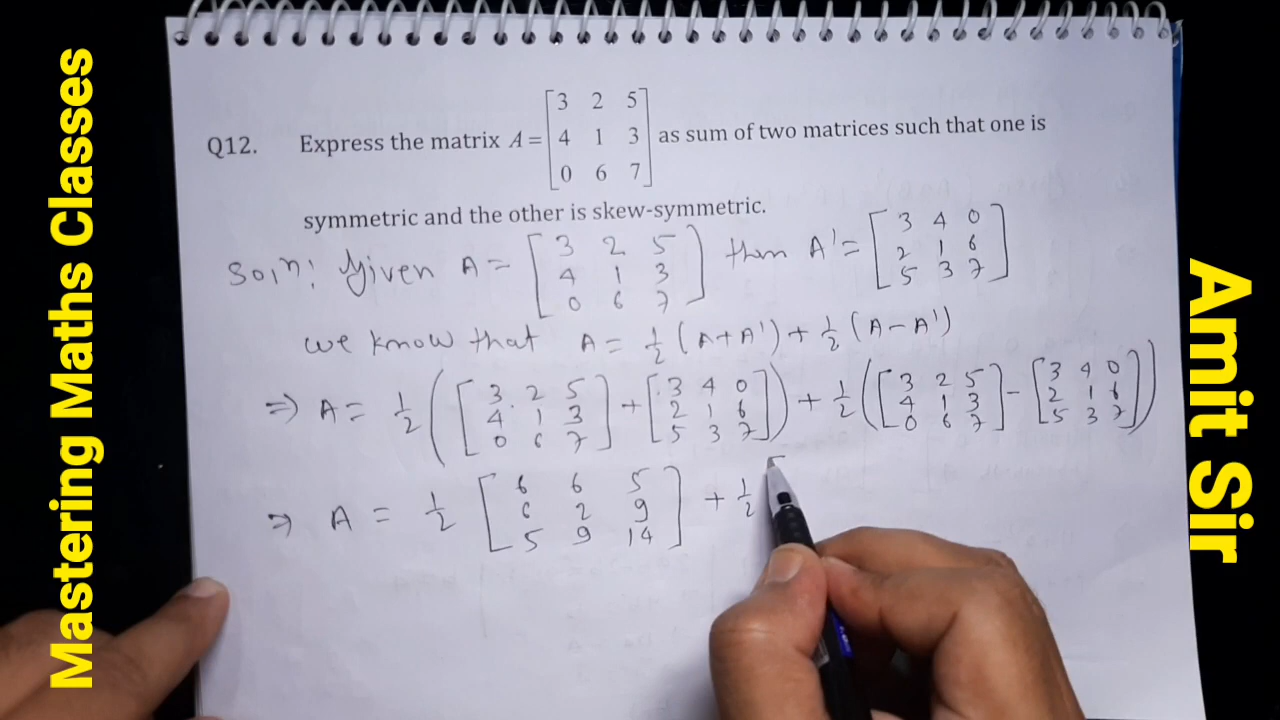 Mastering Maths Classes
Q12. Express the matrix A = [3 2 5; 4 1 3; 0 6 7] as sum of two matrices such that one is
symmetric and the other is skew-symmetric.
Soln: Given A = [3 2 5; 4 1 3; 0 6 7] then A' = [3 4 0; 2 1 6; 5 3 7]
we know that A = 1/2 (A+A') + 1/2 (A-A')
=> A = 1/2 ([3 2 5; 4 1 3; 0 6 7] + [3 4 0; 2 1 6; 5 3 7]) + 1/2 ([3 2 5; 4 1 3; 0 6 7] - [3 4 0; 2 1 6; 5 3 7])
=> A = 1/2 [6 6 5; 6 2 9; 5 9 14] + 1/2 [
Amit Sir